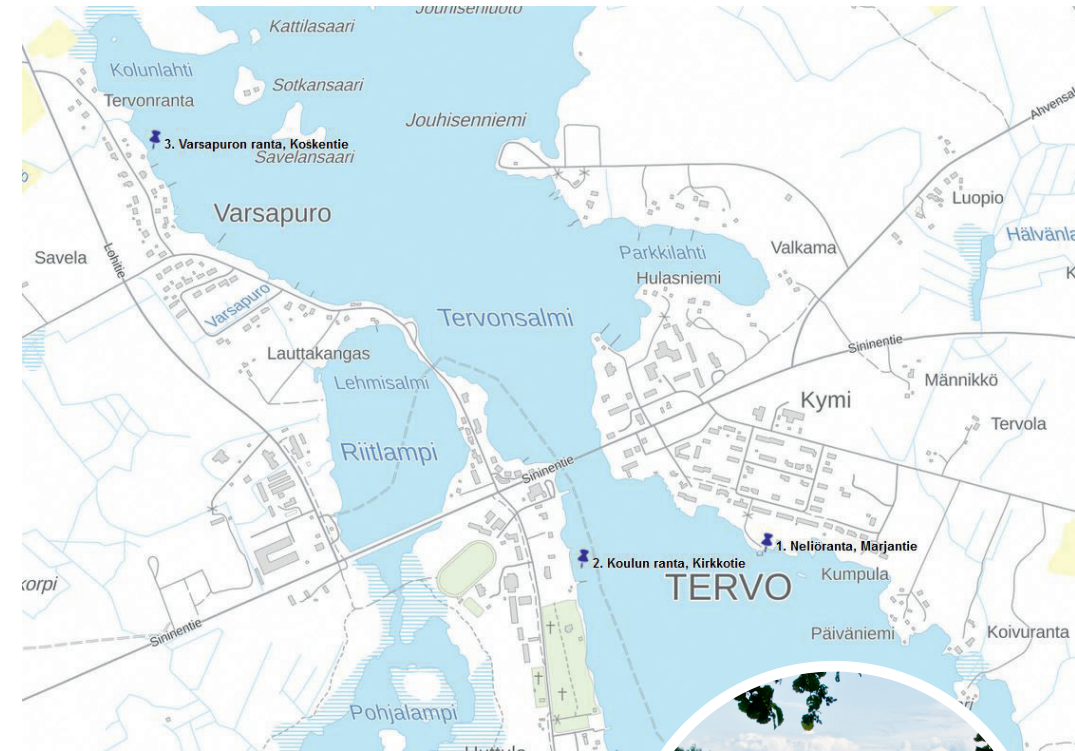 Jouhisenluoto
Kattilasaari
Kolunlahti
Sotkansaari
Tervonranta
Ahvensal
Jouhisenniemi
3. Varsapuron ranta, Koskentie
Savelansaari
Luopio
Varsapuro
Hälvänla
Valkama
Parkkilahti
Savela
Lohitie
Hulasniemi
K
Varsapuro
Tervonsalmi
Sininentie
Lauttakangas
Männikkö
Lehmisalmi
Kymi
Tervola
Riitlampi
Sininentie
1. Neliöranta, Marjantie
2. Koulun ranta, Kirkkotie
Kumpula
TERVO
korpi
Sininentie
Päiväniemi
Koivuranta
Pohjalampi
Huttula